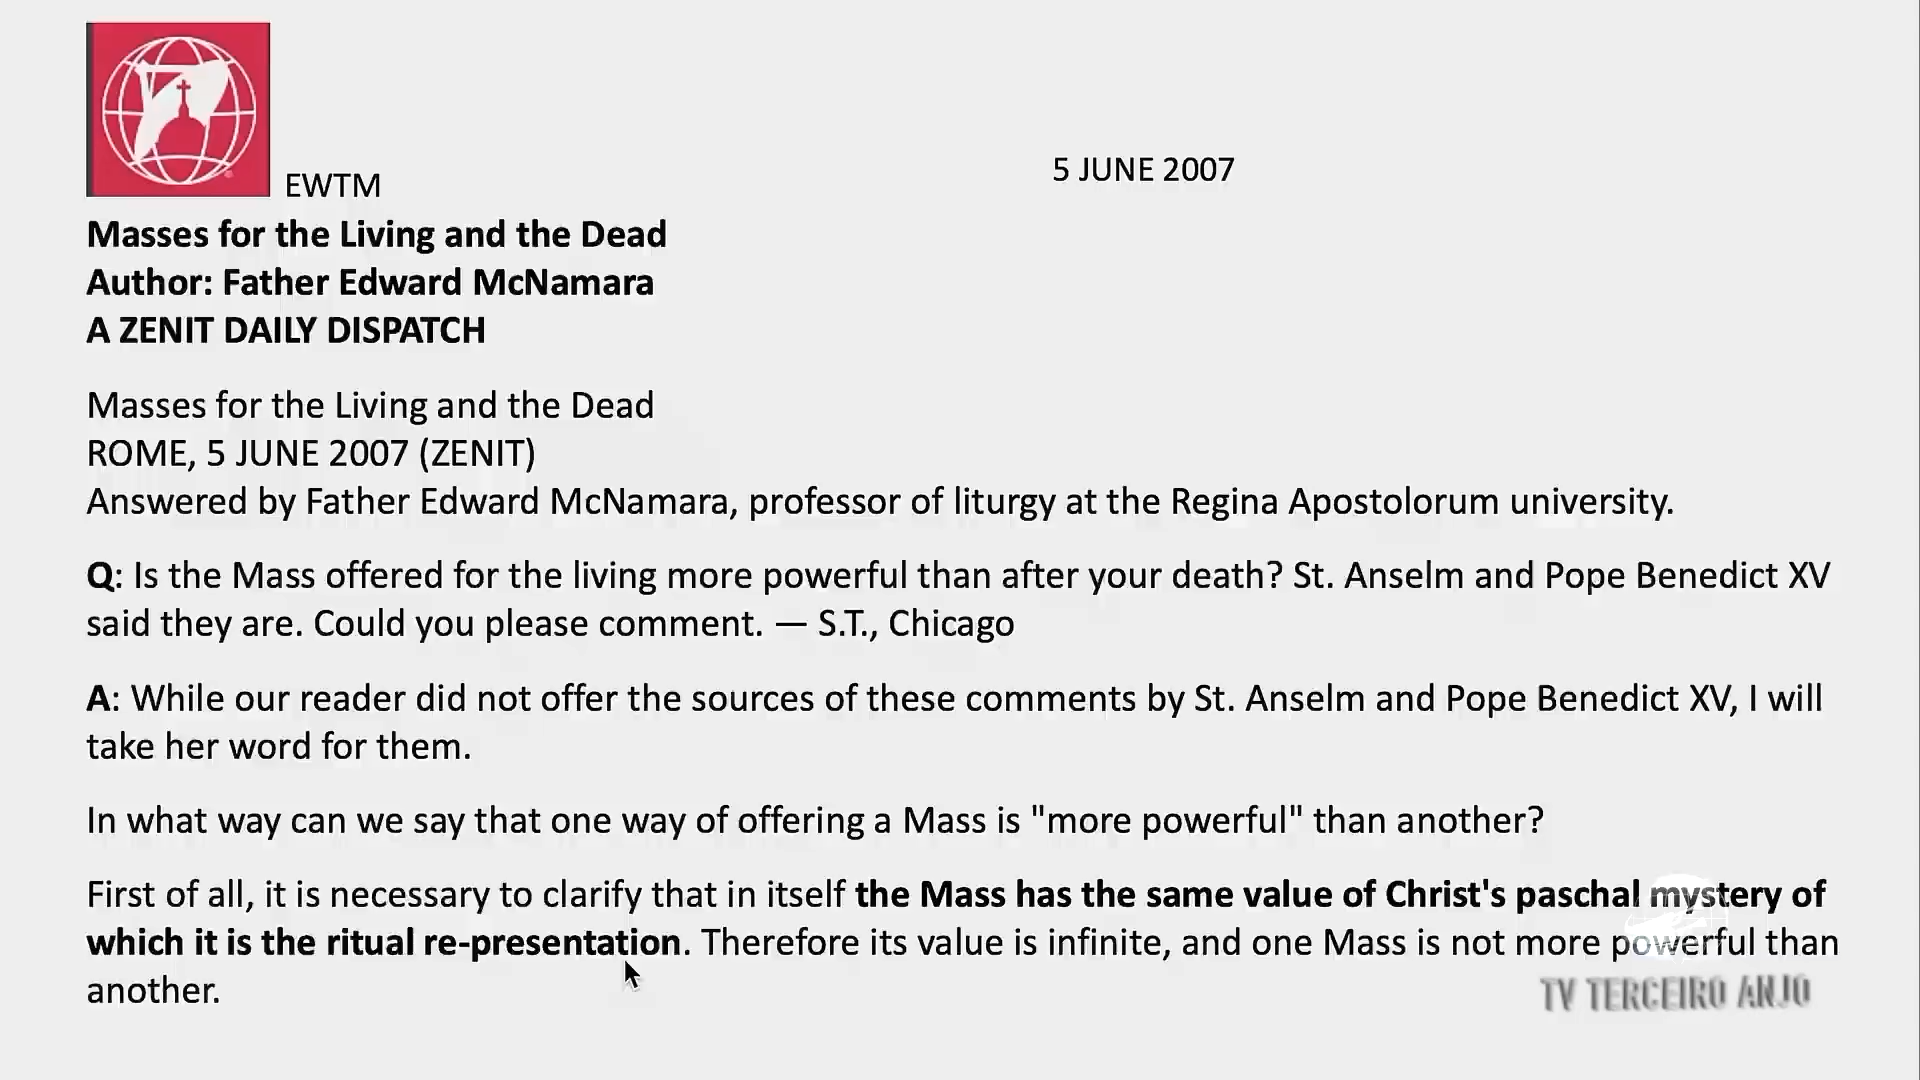 EWTM
5 JUNE 2007
Masses for the Living and the Dead
Author: Father Edward McNamara
A ZENIT DAILY DISPATCH
Masses for the Living and the Dead
ROME, 5 JUNE 2007 (ZENIT)
Answered by Father Edward McNamara, professor of liturgy at the Regina Apostolorum university.
Q: Is the Mass offered for the living more powerful than after your death? St. Anselm and Pope Benedict XV
said they are. Could you please comment. — S.T., Chicago
A: While our reader did not offer the sources of these comments by St. Anselm and Pope Benedict XV, I will
take her word for them.
In what way can we say that one way of offering a Mass is "more powerful" than another?
First of all, it is necessary to clarify that in itself the Mass has the same value of Christ's paschal mystery of
which it is the ritual re-presentation. Therefore its value is infinite, and one Mass is not more powerful than
another.
TV TERCEIRO ANJO